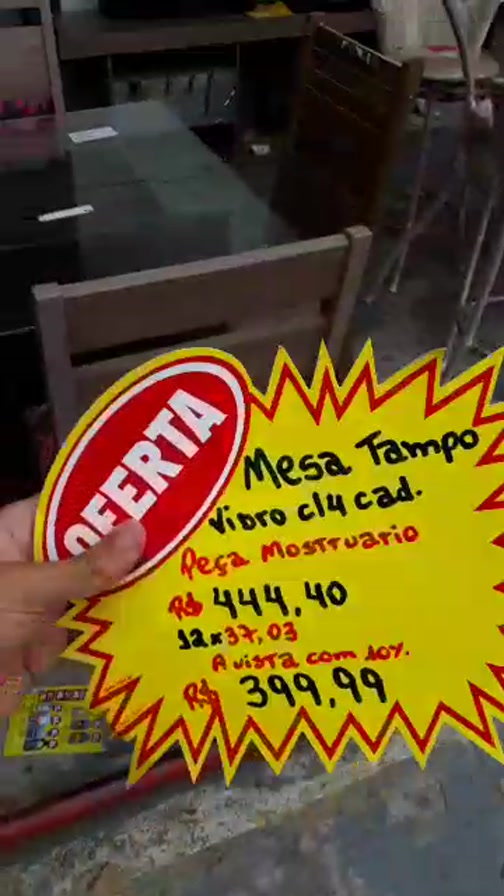 OFERTA
Mesa Tampo
Vidro c/4 cad.
Peça Mostruario
R$ 444,40
12x37,03
A vista com 10%.
R$ 399,99